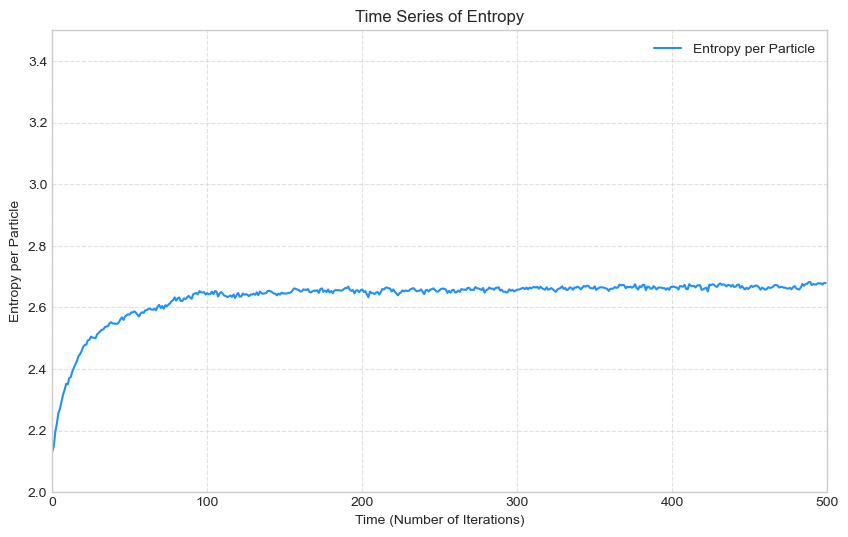 Time Series of Entropy
Entropy per Particle
3.4
3.2
3.0
2.8
2.6
2.4
2.2
2.0
Entropy per Particle
0 100 200 300 400 500
Time (Number of Iterations)